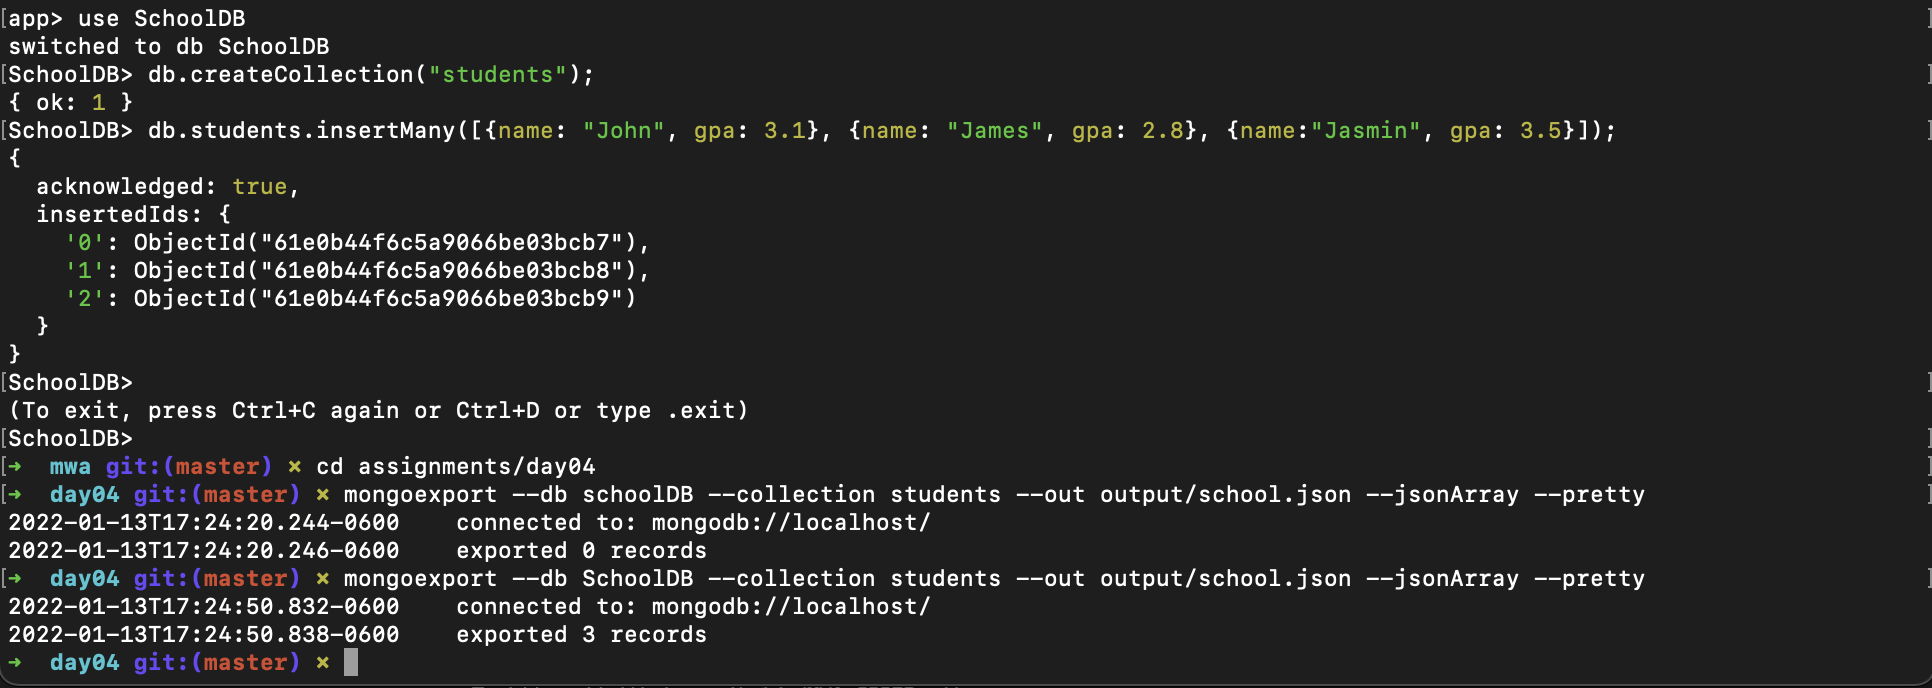 [app> use SchoolDB ]
switched to db SchoolDB
[SchoolDB> db.createCollection("students"); ]
{ ok: 1 }
[SchoolDB> db.students.insertMany([{name: "John", gpa: 3.1}, {name: "James", gpa: 2.8}, {name:"Jasmin", gpa: 3.5}]); ]
{
  acknowledged: true,
  insertedIds: {
    '0': ObjectId("61e0b44f6c5a9066be03bcb7"),
    '1': ObjectId("61e0b44f6c5a9066be03bcb8"),
    '2': ObjectId("61e0b44f6c5a9066be03bcb9")
  }
}
[SchoolDB> ]
(To exit, press Ctrl+C again or Ctrl+D or type .exit)
[SchoolDB> ]
[➜  mwa git:(master) × cd assignments/day04 ]
[➜  day04 git:(master) × mongoexport --db schoolDB --collection students --out output/school.json --jsonArray --pretty ]
2022-01-13T17:24:20.244-0600    connected to: mongodb://localhost/
2022-01-13T17:24:20.246-0600    exported 0 records
[➜  day04 git:(master) × mongoexport --db SchoolDB --collection students --out output/school.json --jsonArray --pretty ]
2022-01-13T17:24:50.832-0600    connected to: mongodb://localhost/
2022-01-13T17:24:50.838-0600    exported 3 records
➜  day04 git:(master) ×